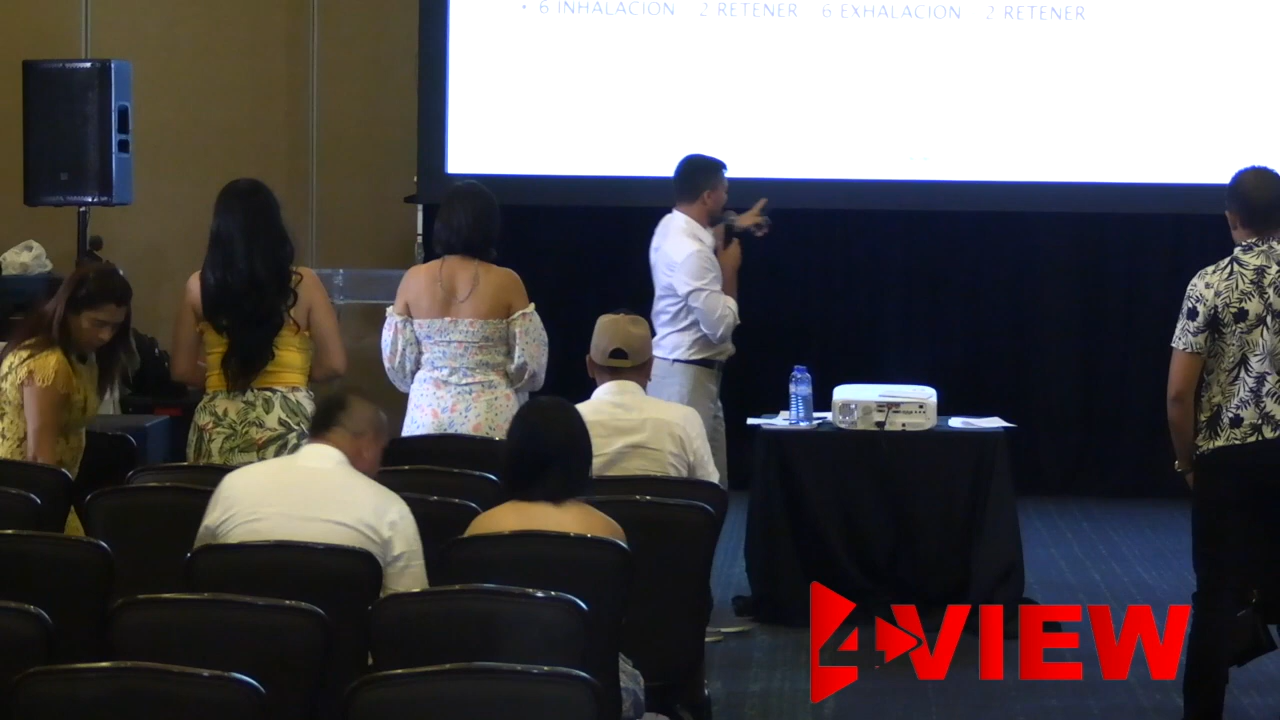 • 6 INHALACION 2 RETENER 6 EXHALACION 2 RETENER
4VIEW